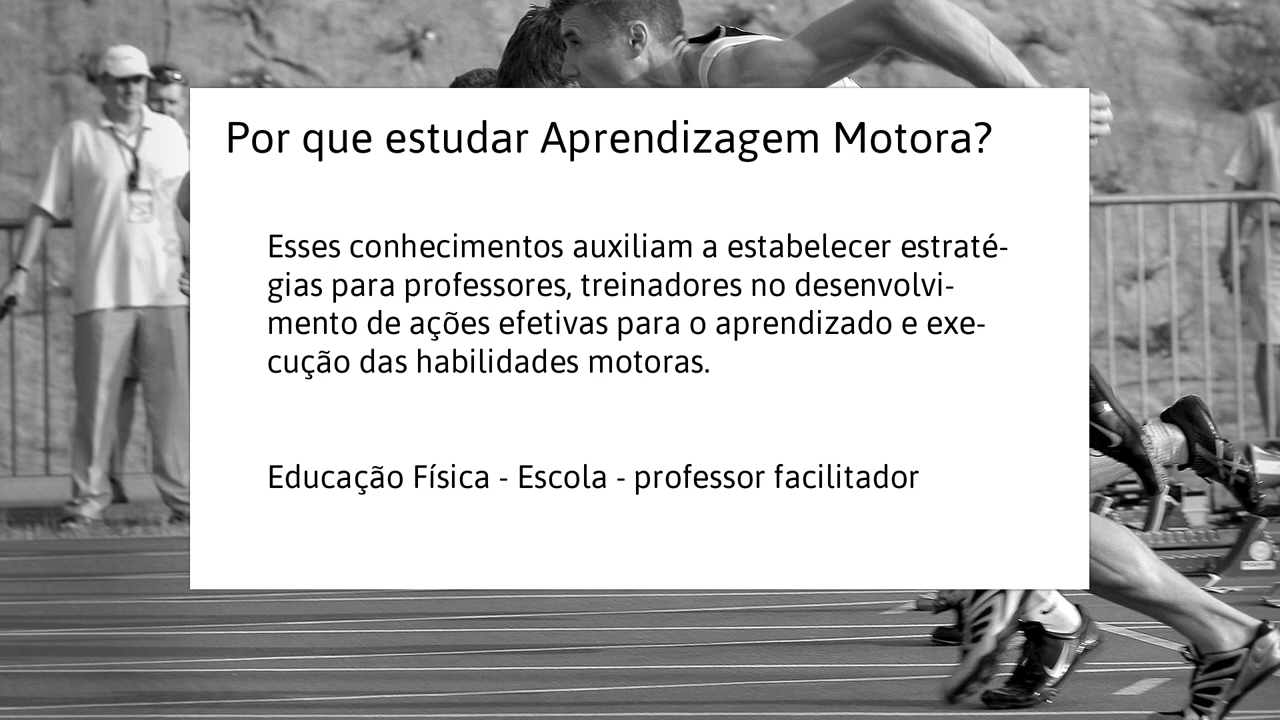 Por que estudar Aprendizagem Motora?
Esses conhecimentos auxiliam a estabelecer estraté-
gias para professores, treinadores no desenvolvi-
mento de ações efetivas para o aprendizado e exe-
cução das habilidades motoras.
Educação Física - Escola - professor facilitador